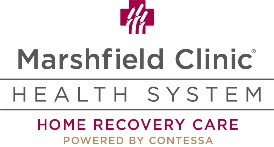 Marshfield Clinic®
HEALTH SYSTEM
HOME RECOVERY CARE
POWERED BY CONTESSA